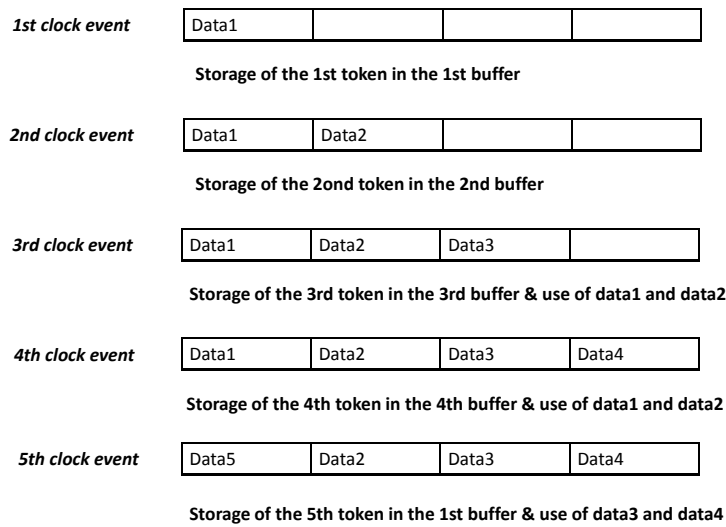 1st clock event Data1
Storage of the 1st token in the 1st buffer
2nd clock event Data1 Data2
Storage of the 2ond token in the 2nd buffer
3rd clock event Data1 Data2 Data3
Storage of the 3rd token in the 3rd buffer & use of data1 and data2
4th clock event Data1 Data2 Data3 Data4
Storage of the 4th token in the 4th buffer & use of data1 and data2
5th clock event Data5 Data2 Data3 Data4
Storage of the 5th token in the 1st buffer & use of data3 and data4